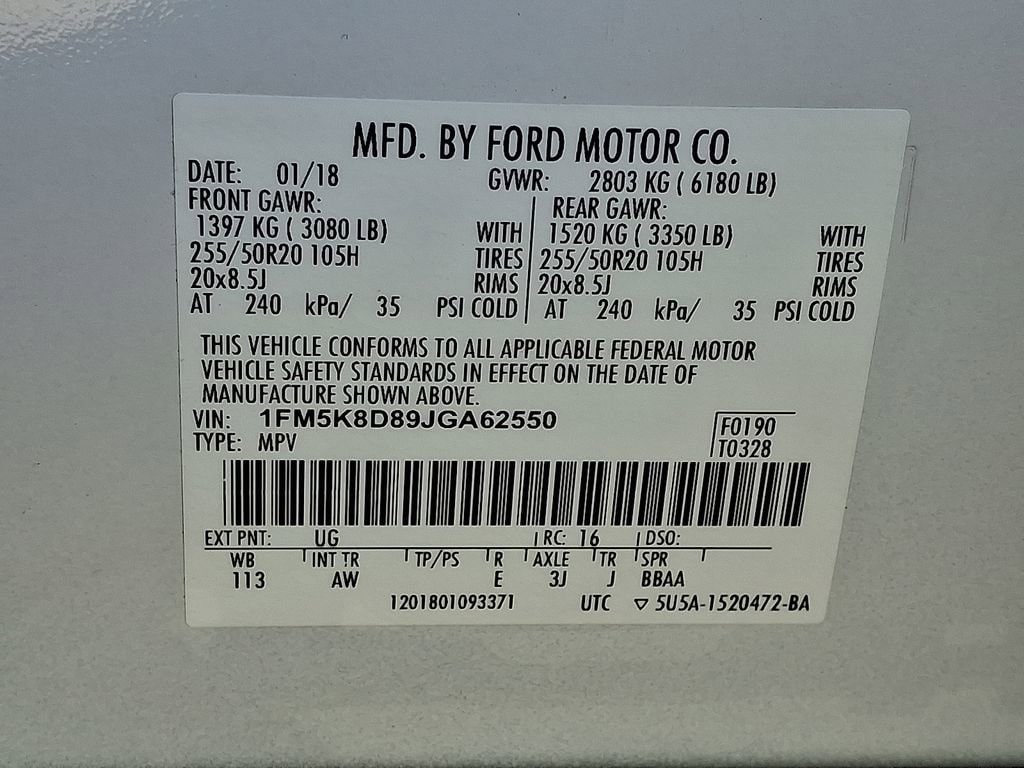 MFD. BY FORD MOTOR CO.
DATE: 01/18 GVWR: 2803 KG ( 6180 LB)
FRONT GAWR: REAR GAWR:
1397 KG ( 3080 LB) WITH 1520 KG ( 3350 LB) WITH
255/50R20 105H TIRES 255/50R20 105H TIRES
20x8.5J RIMS 20x8.5J RIMS
AT 240 kPa/ 35 PSI COLD AT 240 kPa/ 35 PSI COLD
THIS VEHICLE CONFORMS TO ALL APPLICABLE FEDERAL MOTOR
VEHICLE SAFETY STANDARDS IN EFFECT ON THE DATE OF
MANUFACTURE SHOWN ABOVE.
VIN: 1FM5K8D89JGA62550 F0190
TYPE: MPV T0328
EXT PNT: UG RC: 16 DSO:
WB INT TR TP/PS R AXLE TR SPR
113 AW E 3J J BBAA
1201801093371 UTC ▽ 5U5A-1520472-BA